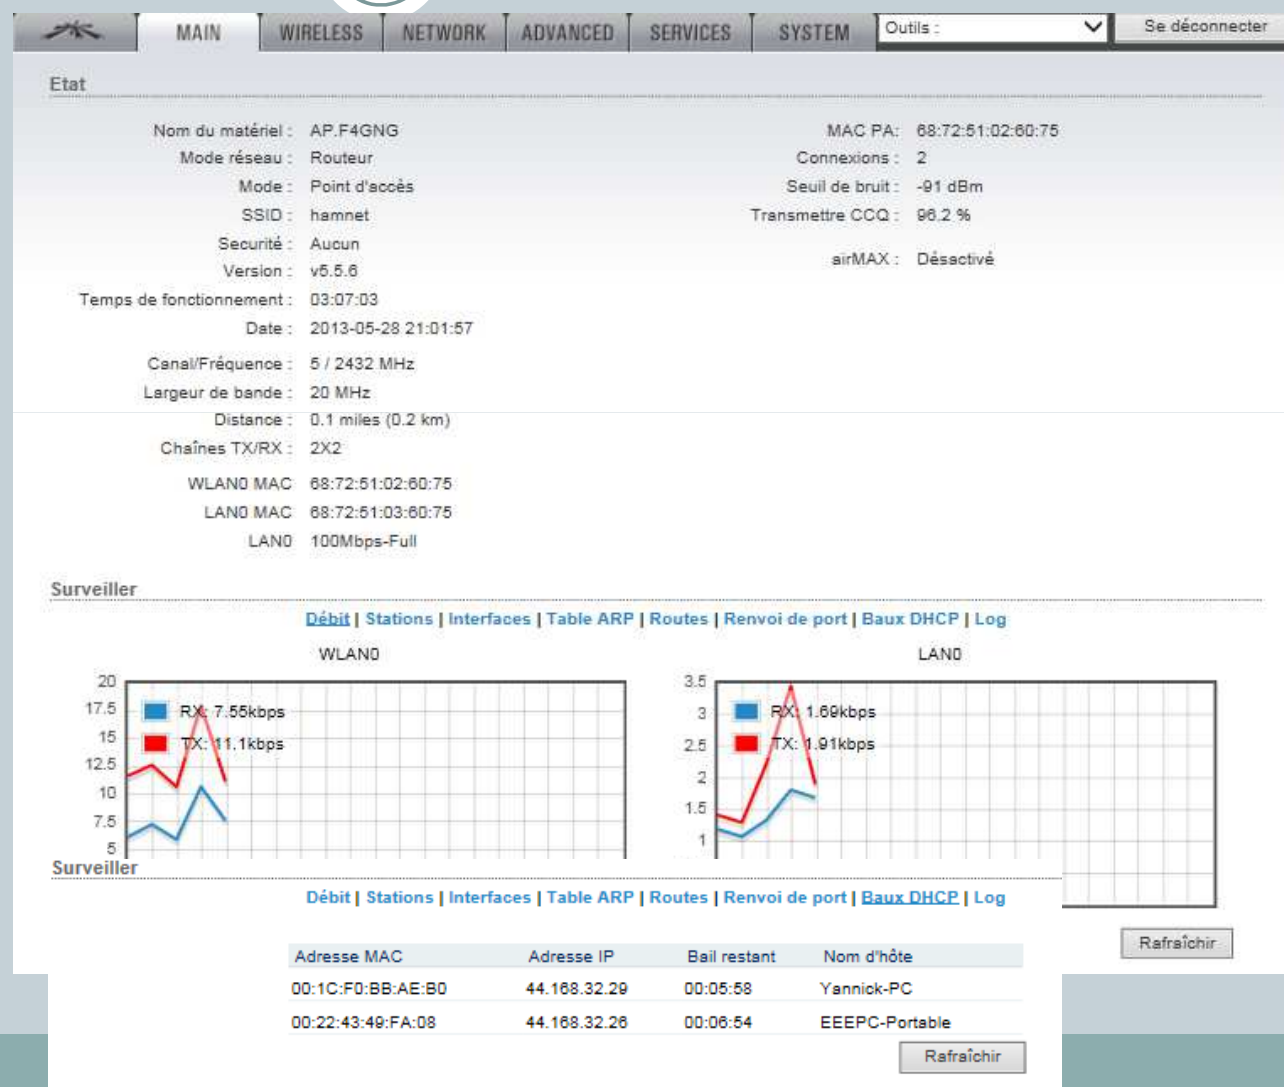 MAIN WIRELESS NETWORK ADVANCED SERVICES SYSTEM Outils : Se déconnecter
Etat
Nom du matériel : AP.F4GNG
Mode réseau : Routeur
Mode : Point d'accès
SSID : hamnet
Securité : Aucun
Version : v5.5.6
Temps de fonctionnement : 03:07:03
Date : 2013-05-28 21:01:57
Canal/Fréquence : 5 / 2432 MHz
Largeur de bande : 20 MHz
Distance : 0.1 miles (0.2 km)
Chaînes TX/RX : 2X2
WLAN0 MAC 68:72:51:02:60:75
LAN0 MAC 68:72:51:03:60:75
LAN0 100Mbps-Full
MAC PA: 68:72:51:02:60:75
Connexions : 2
Seuil de bruit : -91 dBm
Transmettre CCQ : 96.2 %
airMAX : Désactivé
Surveiller
Débit | Stations | Interfaces | Table ARP | Routes | Renvoi de port | Baux DHCP | Log
WLAN0
20
17.5
15
12.5
10
7.5
5
RX: 7.55kbps
TX: 11.1kbps
LAN0
3.5
3
2.5
2
1.5
1
RX: 1.69kbps
TX: 1.91kbps
Rafraîchir
Surveiller
Débit | Stations | Interfaces | Table ARP | Routes | Renvoi de port | Baux DHCP | Log
Adresse MAC Adresse IP Bail restant Nom d'hôte
00:1C:F0:BB:AE:B0 44.168.32.29 00:05:58 Yannick-PC
00:22:43:49:FA:08 44.168.32.26 00:06:54 EEEPC-Portable
Rafraîchir